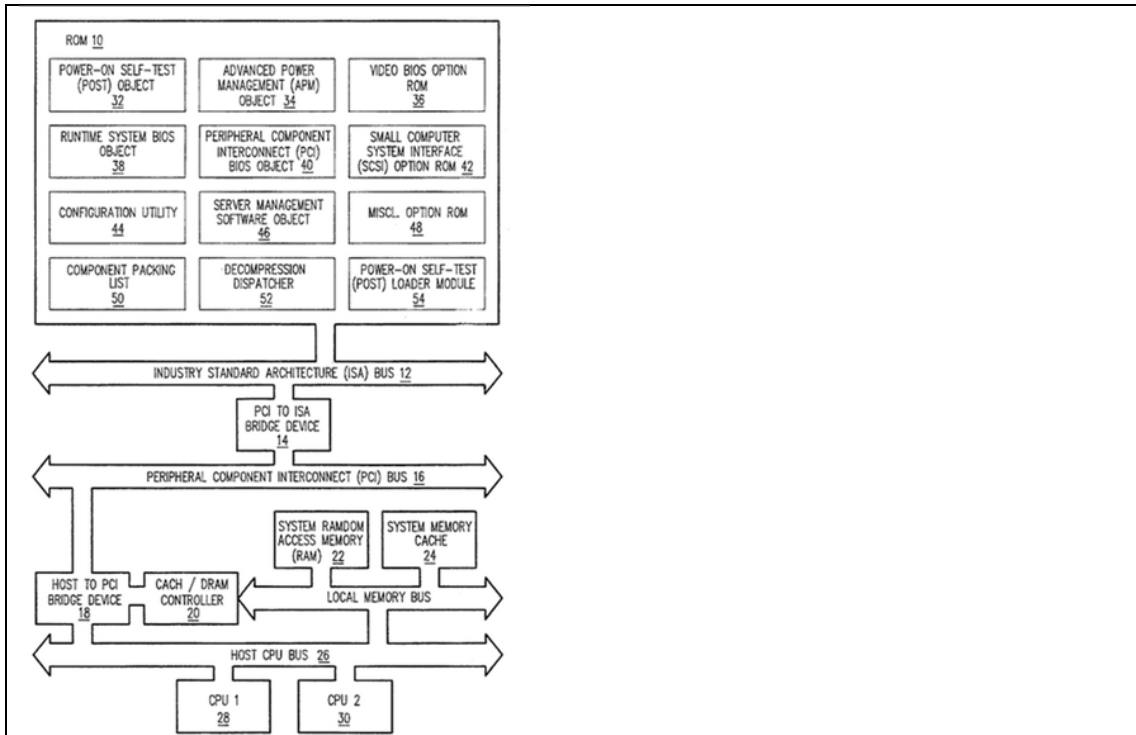 ROM 10
POWER-ON SELF-TEST
(POST) OBJECT
32
ADVANCED POWER
MANAGEMENT (APM)
OBJECT 34
VIDEO BIOS OPTION
ROM
36
RUNTIME SYSTEM BIOS
OBJECT
38
PERIPHERAL COMPONENT
INTERCONNECT (PCI)
BIOS OBJECT 40
SMALL COMPUTER
SYSTEM INTERFACE
(SCSI) OPTION ROM 42
CONFIGURATION UTILITY
44
SERVER MANAGEMENT
SOFTWARE OBJECT
46
MISCL. OPTION ROM
48
COMPONENT PACKING
LIST
50
DECOMPRESSION
DISPATCHER
52
POWER-ON SELF-TEST
(POST) LOADER MODULE
54
INDUSTRY STANDARD ARCHITECTURE (ISA) BUS 12
PCI TO ISA
BRIDGE DEVICE
14
PERIPHERAL COMPONENT INTERCONNECT (PCI) BUS 16
SYSTEM RAMDOM
ACCESS MEMORY
(RAM) 22
SYSTEM MEMORY
CACHE
24
HOST TO PCI
BRIDGE DEVICE
18
CACH / DRAM
CONTROLLER
20
LOCAL MEMORY BUS
HOST CPU BUS 26
CPU 1
28
CPU 2
30